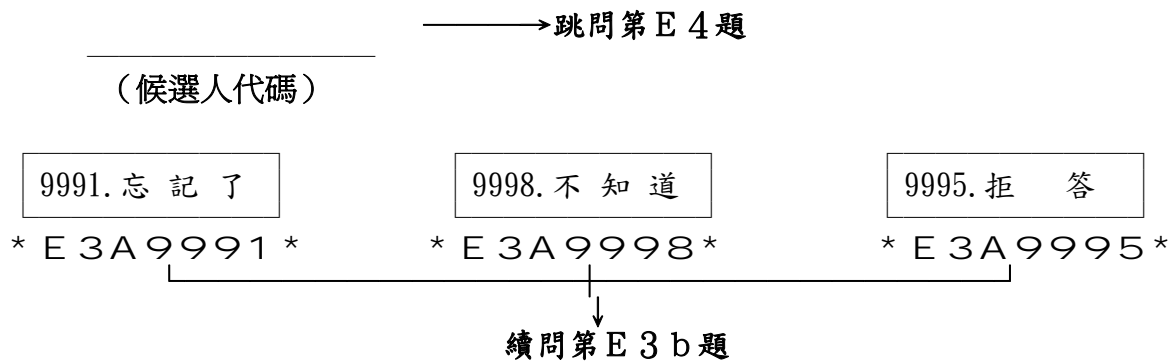 跳問第E4題
（候選人代碼）
9991.忘 記 了 9998.不 知 道 9995.拒 答
*E3A9991* *E3A9998* *E3A9995*
續問第E3b題